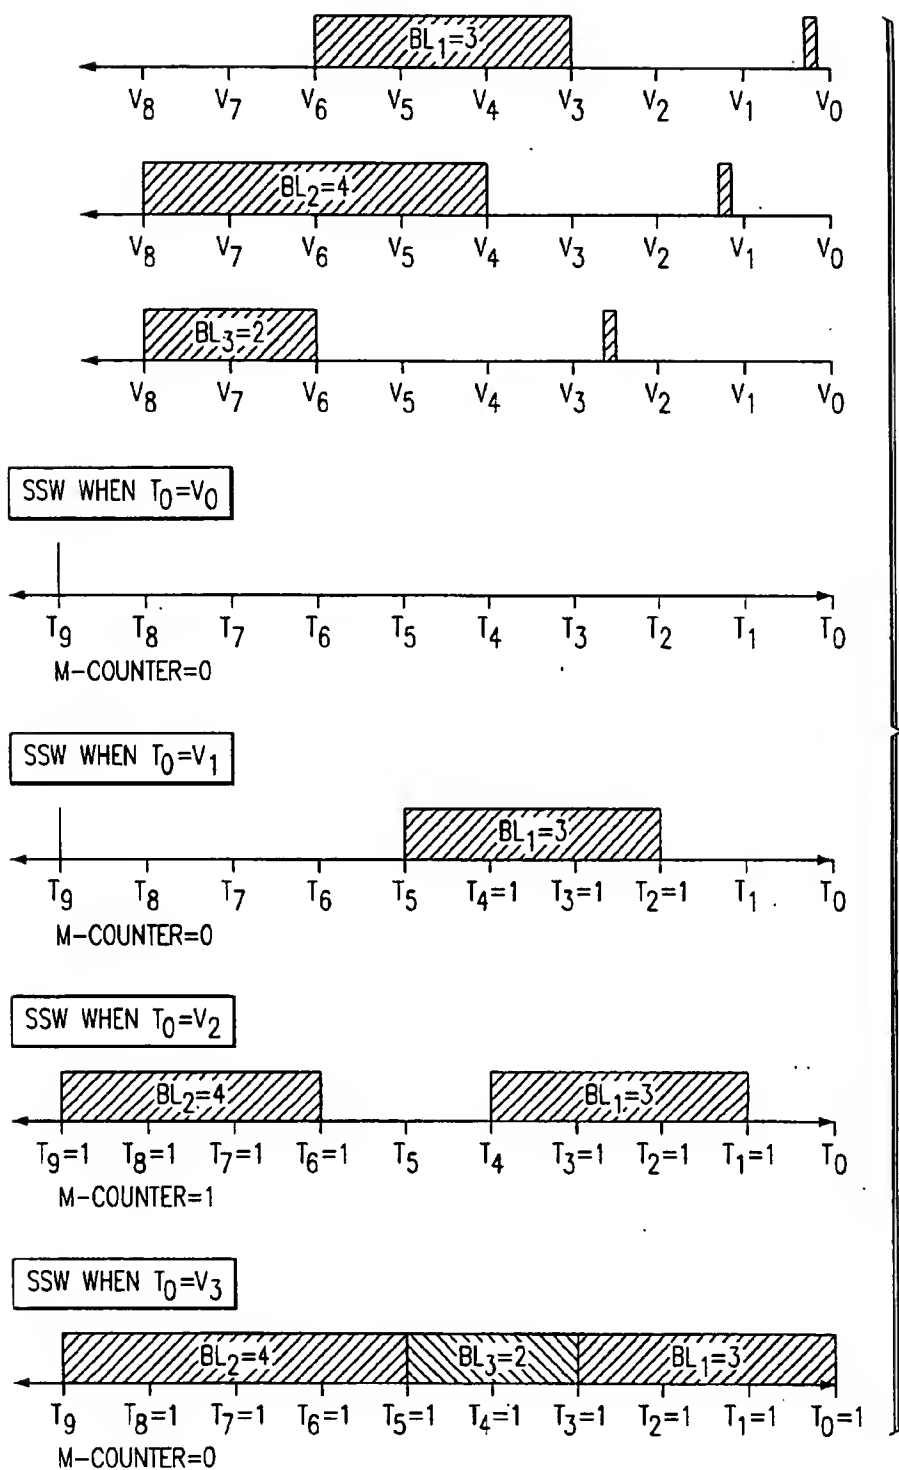 BL₁=3
V₈ V₇ V₆ V₅ V₄ V₃ V₂ V₁ V₀
BL₂=4
V₈ V₇ V₆ V₅ V₄ V₃ V₂ V₁ V₀
BL₃=2
V₈ V₇ V₆ V₅ V₄ V₃ V₂ V₁ V₀
SSW WHEN T₀=V₀
T₉ T₈ T₇ T₆ T₅ T₄ T₃ T₂ T₁ T₀
M-COUNTER=0
SSW WHEN T₀=V₁
BL₁=3
T₉ T₈ T₇ T₆ T₅ T₄=1 T₃=1 T₂=1 T₁ T₀
M-COUNTER=0
SSW WHEN T₀=V₂
BL₂=4 BL₁=3
T₉=1 T₈=1 T₇=1 T₆=1 T₅ T₄ T₃=1 T₂=1 T₁=1 T₀
M-COUNTER=1
SSW WHEN T₀=V₃
BL₂=4 BL₃=2 BL₁=3
T₉ T₈=1 T₇=1 T₆=1 T₅=1 T₄=1 T₃=1 T₂=1 T₁=1 T₀=1
M-COUNTER=0